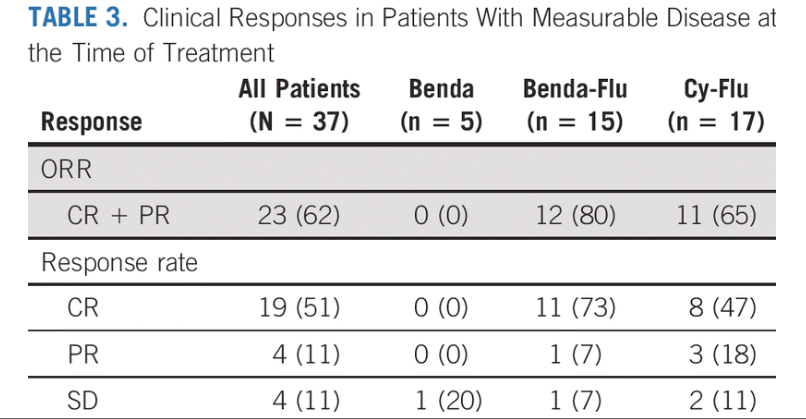 TABLE 3. Clinical Responses in Patients With Measurable Disease at
the Time of Treatment
Response All Patients (N = 37) Benda (n = 5) Benda-Flu (n = 15) Cy-Flu (n = 17)
ORR
CR + PR 23 (62) 0 (0) 12 (80) 11 (65)
Response rate
CR 19 (51) 0 (0) 11 (73) 8 (47)
PR 4 (11) 0 (0) 1 (7) 3 (18)
SD 4 (11) 1 (20) 1 (7) 2 (11)